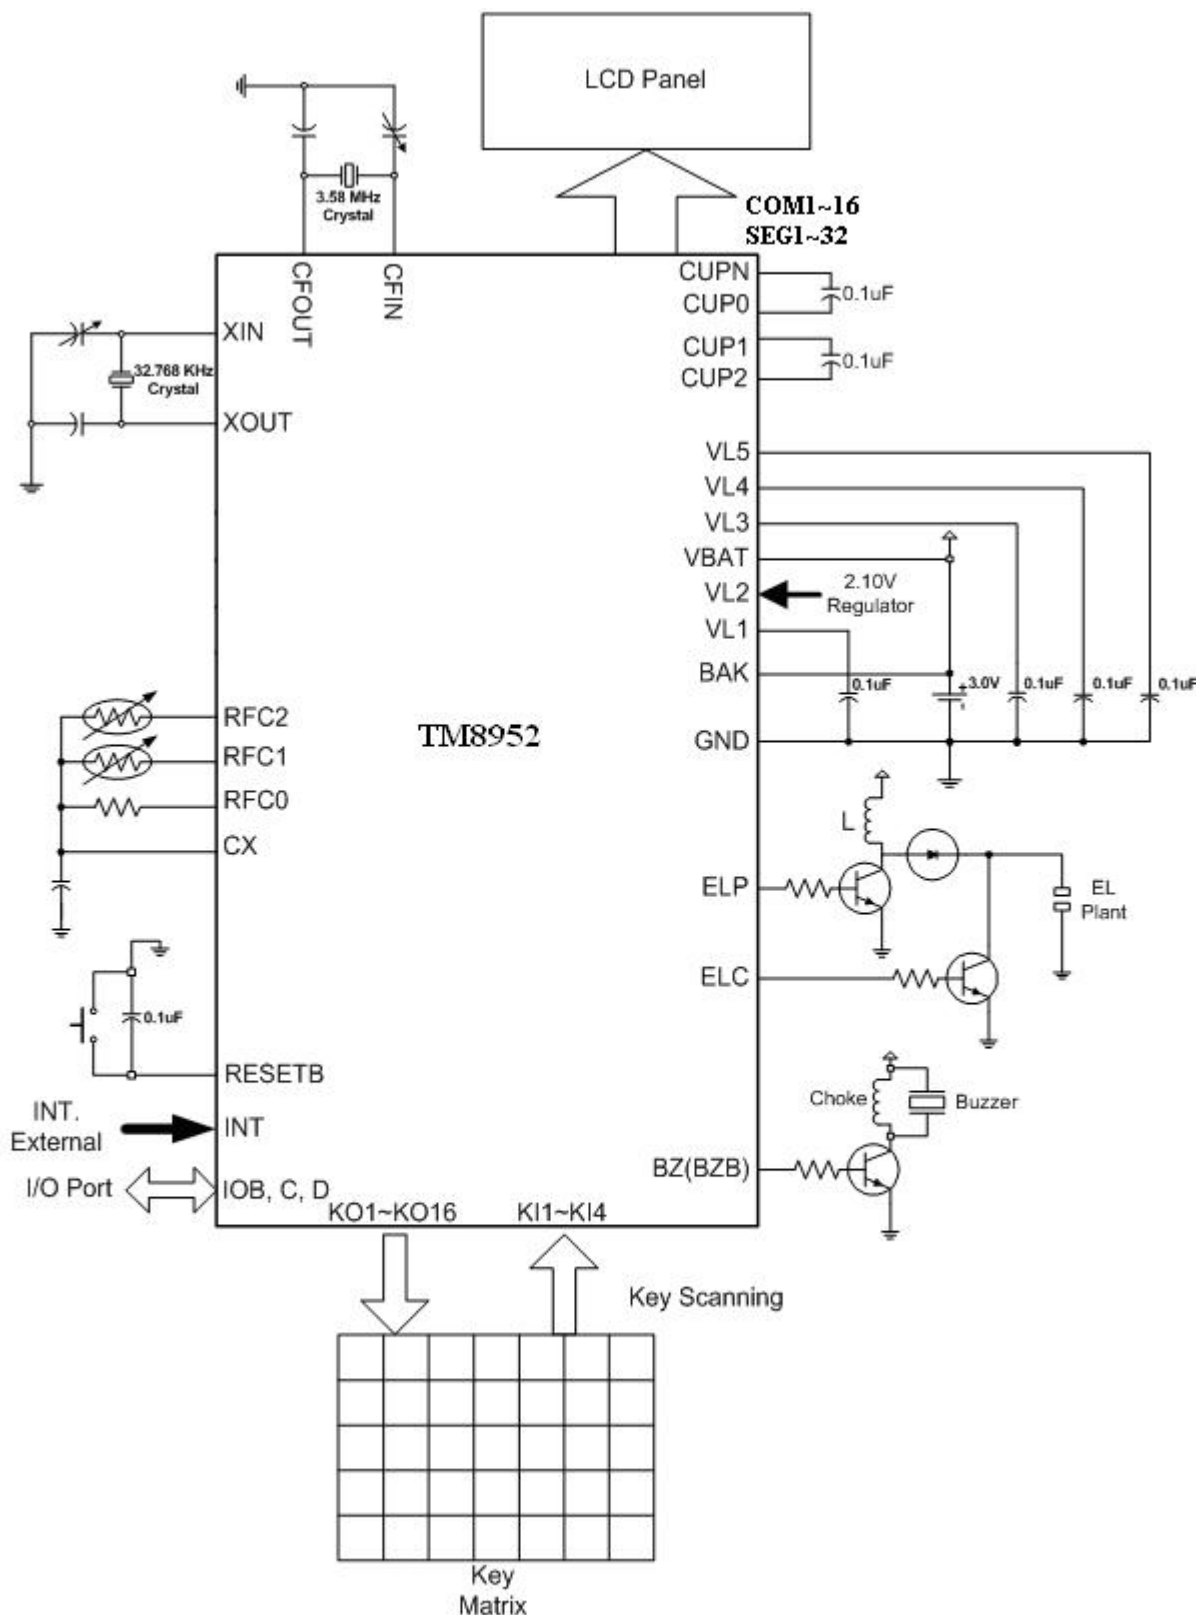 LCD Panel
3.58 MHz
Crystal
COM1~16
SEG1~32
CFOUT
CFIN
CUPN
CUP0
0.1uF
CUP1
CUP2
0.1uF
XIN
32.768 KHz
Crystal
XOUT
VL5
VL4
VL3
VBAT
VL2
2.10V
Regulator
VL1
BAK
0.1uF
+
3.0V
-
0.1uF
0.1uF
0.1uF
GND
TM8952
RFC2
RFC1
RFC0
CX
L
ELP
EL
Plant
ELC
0.1uF
RESETB
INT.
External
INT
I/O Port
IOB, C, D
Choke
Buzzer
BZ(BZB)
KO1~KO16
KI1~KI4
Key Scanning
Key
Matrix